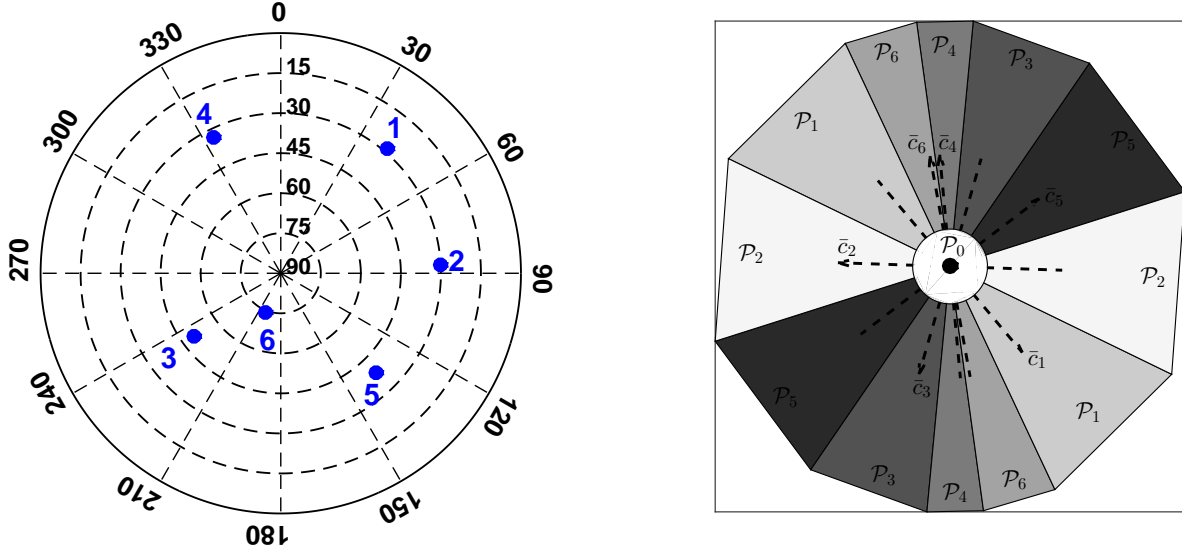 0
330
30
15
4
1
30
300
60
45
60
75
90
270
2
90
6
3
5
240
120
210
150
180
P₆
P₄
P₃
P₁
P₅
c̄₆
c̄₄
c̄₅
P₀
P₂
c̄₂
P₂
c̄₁
c̄₃
P₅
P₁
P₃
P₄
P₆